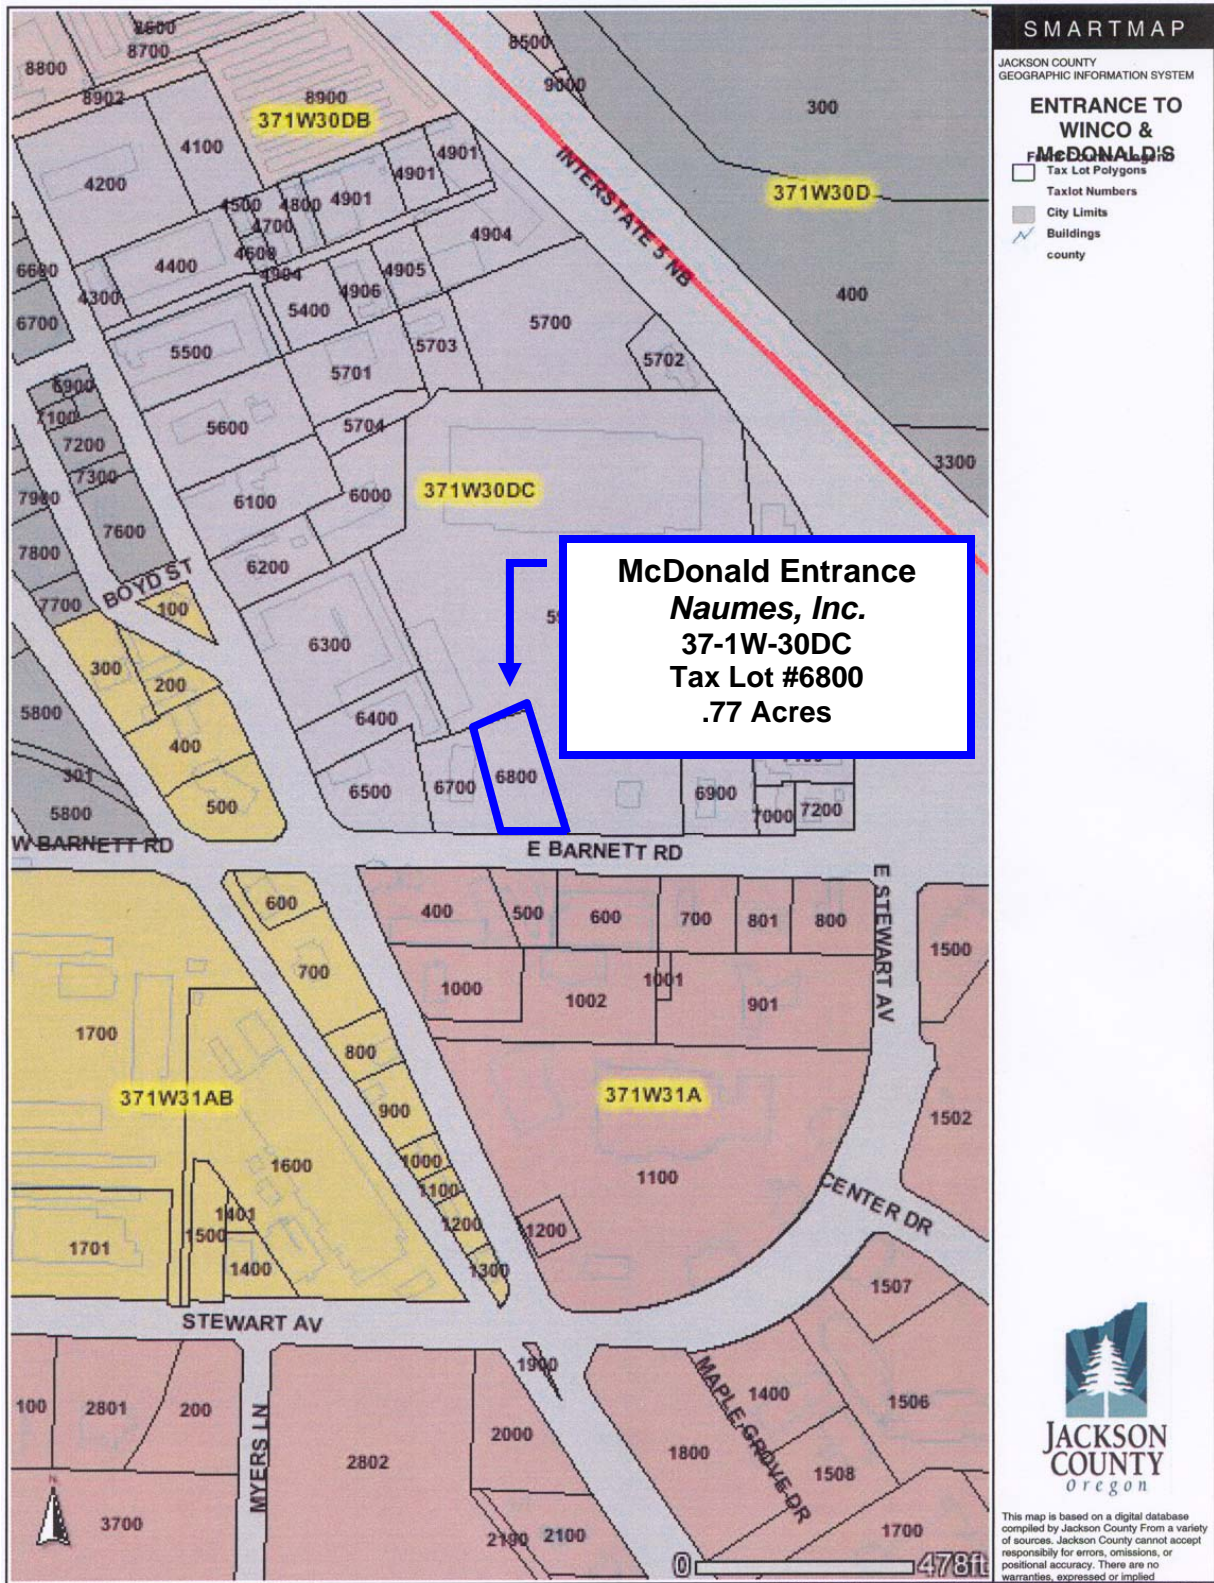 SMARTMAP
JACKSON COUNTY
GEOGRAPHIC INFORMATION SYSTEM
ENTRANCE TO
WINCO &
McDONALD'S
Tax Lot Polygons
Taxlot Numbers
City Limits
Buildings
county
8600
8700
8800
8902
8900
371W30DB
8500
9000
300
371W30D
400
3300
INTERSTATE 5 NB
4100
4200
4901
4901
4901
4500
4800
4700
4600
4400
4300
4904
4904
4905
4906
5400
5500
5700
5703
5702
5701
5704
5600
6600
6700
6900
7100
7200
7300
7900
7600
7800
7700
6100
6000
371W30DC
6200
BOYD ST
100
300
200
6300
6400
5800
400
301
5800
500
6500
6700
6800
6900
7000
7200
McDonald Entrance
Naumes, Inc.
37-1W-30DC
Tax Lot #6800
.77 Acres
W BARNETT RD
E BARNETT RD
E STEWART AV
600
700
400
500
600
700
801
800
1500
1000
1002
1001
901
1700
800
371W31AB
900
371W31A
1502
1600
1000
1100
1100
1200
1200
1300
CENTER DR
1401
1500
1400
1701
1507
STEWART AV
1900
MAPLE GROVE DR
1400
1506
100
2801
200
MYERS LN
2802
2000
1800
1508
3700
2190
2100
1700
N
0
478ft
JACKSON
COUNTY
Oregon
This map is based on a digital database
compiled by Jackson County From a variety
of sources. Jackson County cannot accept
responsibily for errors, omissions, or
positional accuracy. There are no
warranties, expressed or implied